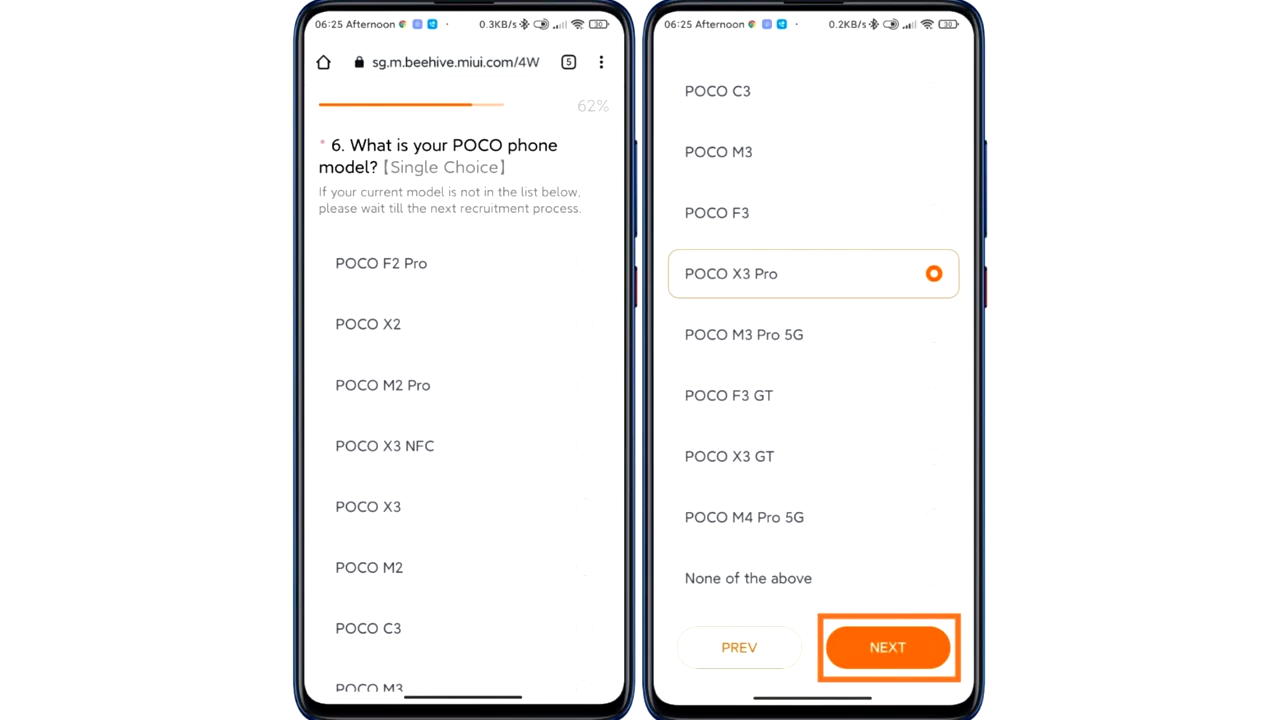 06:25 Afternoon
0.3KB/s
30
sg.m.beehive.miui.com/4W
5
62%
* 6. What is your POCO phone
model?【Single Choice】
If your current model is not in the list below,
please wait till the next recruitment process.
POCO F2 Pro
POCO X2
POCO M2 Pro
POCO X3 NFC
POCO X3
POCO M2
POCO C3
POCO M3
06:25 Afternoon
0.2KB/s
30
POCO C3
POCO M3
POCO F3
POCO X3 Pro
POCO M3 Pro 5G
POCO F3 GT
POCO X3 GT
POCO M4 Pro 5G
None of the above
PREV
NEXT